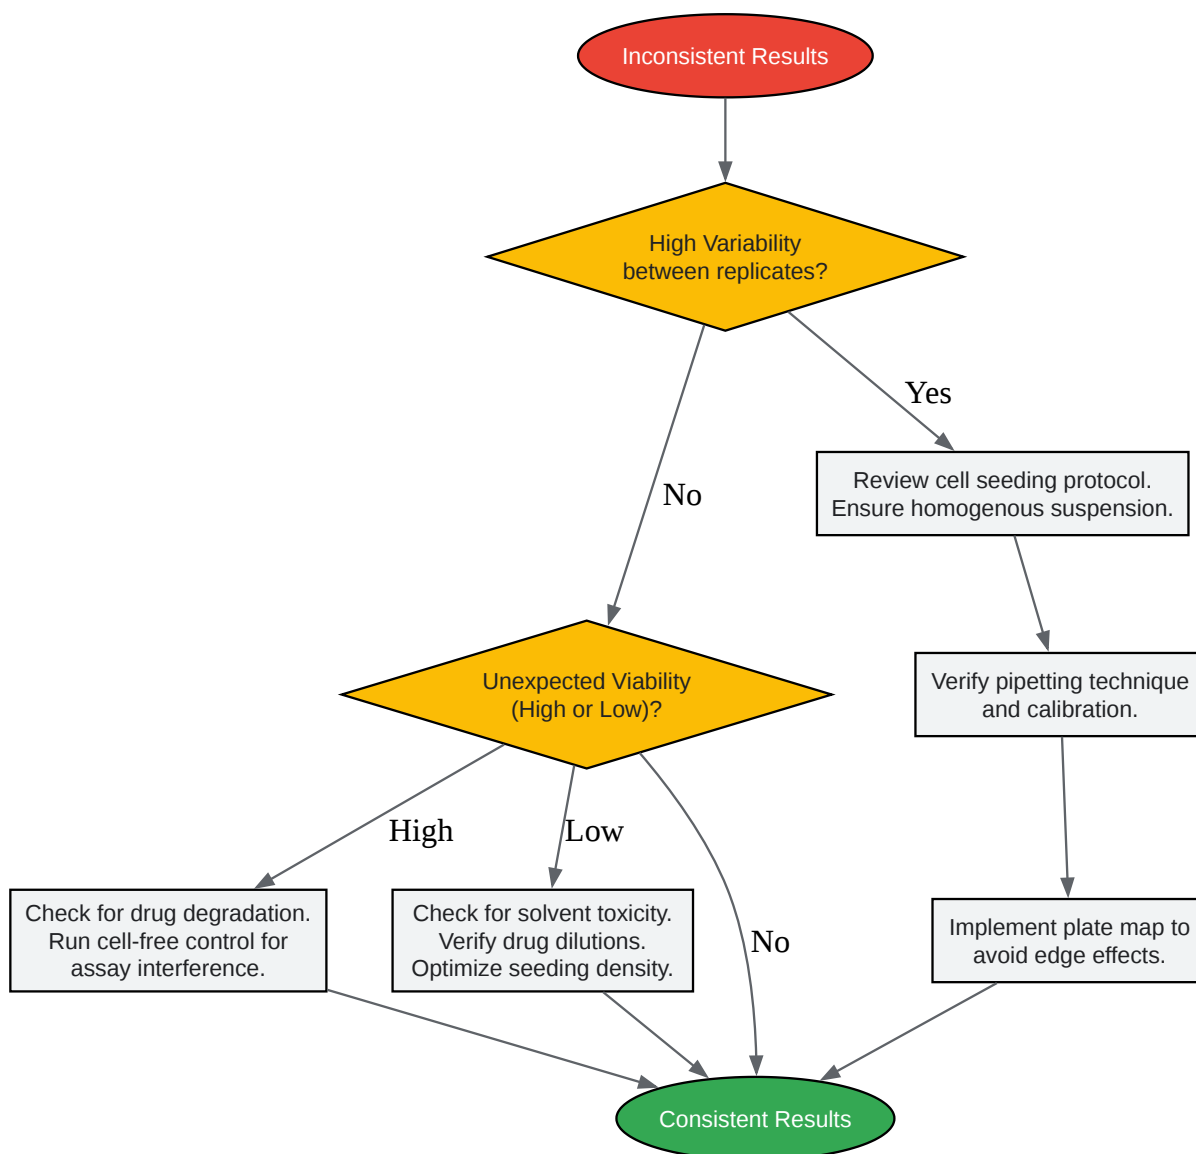 Inconsistent Results
High Variability
between replicates?
Yes
No
Review cell seeding protocol.
Ensure homogenous suspension.
Unexpected Viability
(High or Low)?
Verify pipetting technique
and calibration.
High
Low
No
Check for drug degradation.
Run cell-free control for
assay interference.
Check for solvent toxicity.
Verify drug dilutions.
Optimize seeding density.
Implement plate map to
avoid edge effects.
Consistent Results